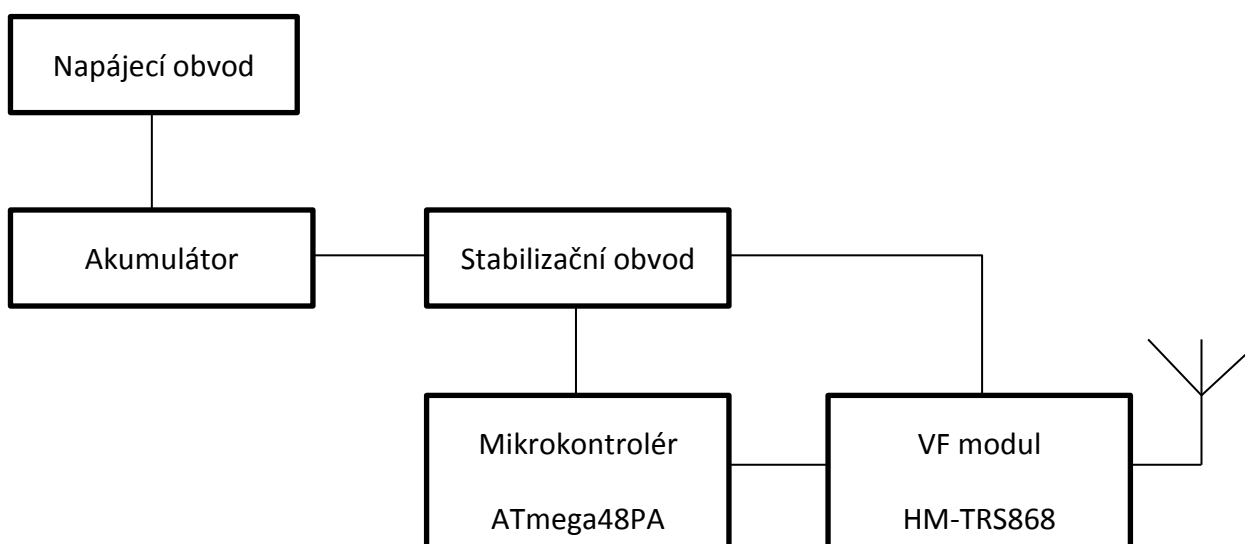 Napájecí obvod
Akumulátor
Stabilizační obvod
Mikrokontrolér
ATmega48PA
VF modul
HM-TRS868